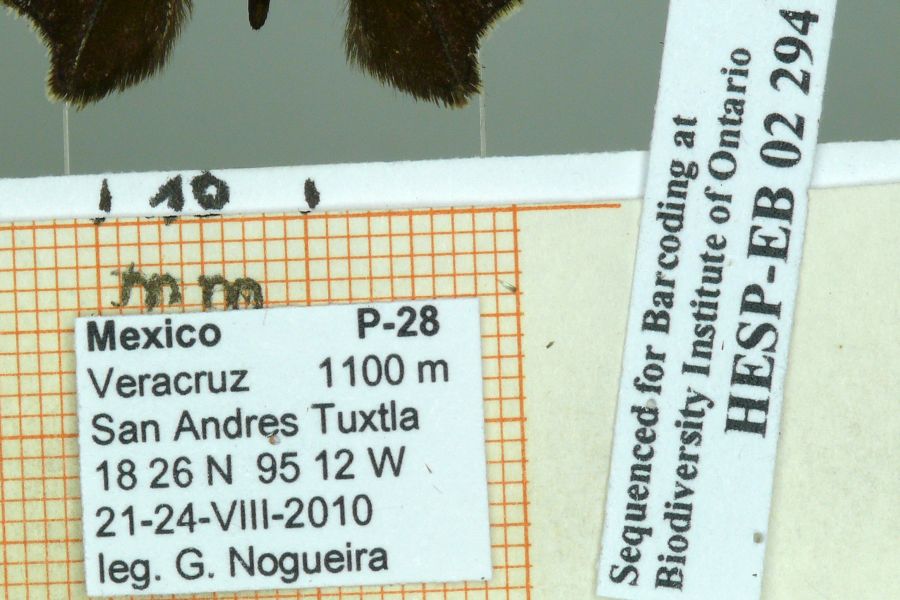 10
mm
Mexico P-28
Veracruz 1100 m
San Andres Tuxtla
18 26 N 95 12 W
21-24-VIII-2010
leg. G. Nogueira
Sequenced for Barcoding at
Biodiversity Institute of Ontario
HESP-EB 02 294